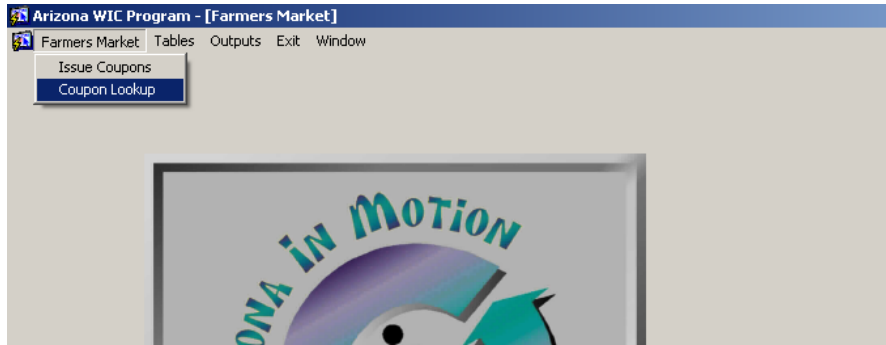 Arizona WIC Program - [Farmers Market]
Farmers Market Tables Outputs Exit Window
Issue Coupons
Coupon Lookup
ONA IN MOTION